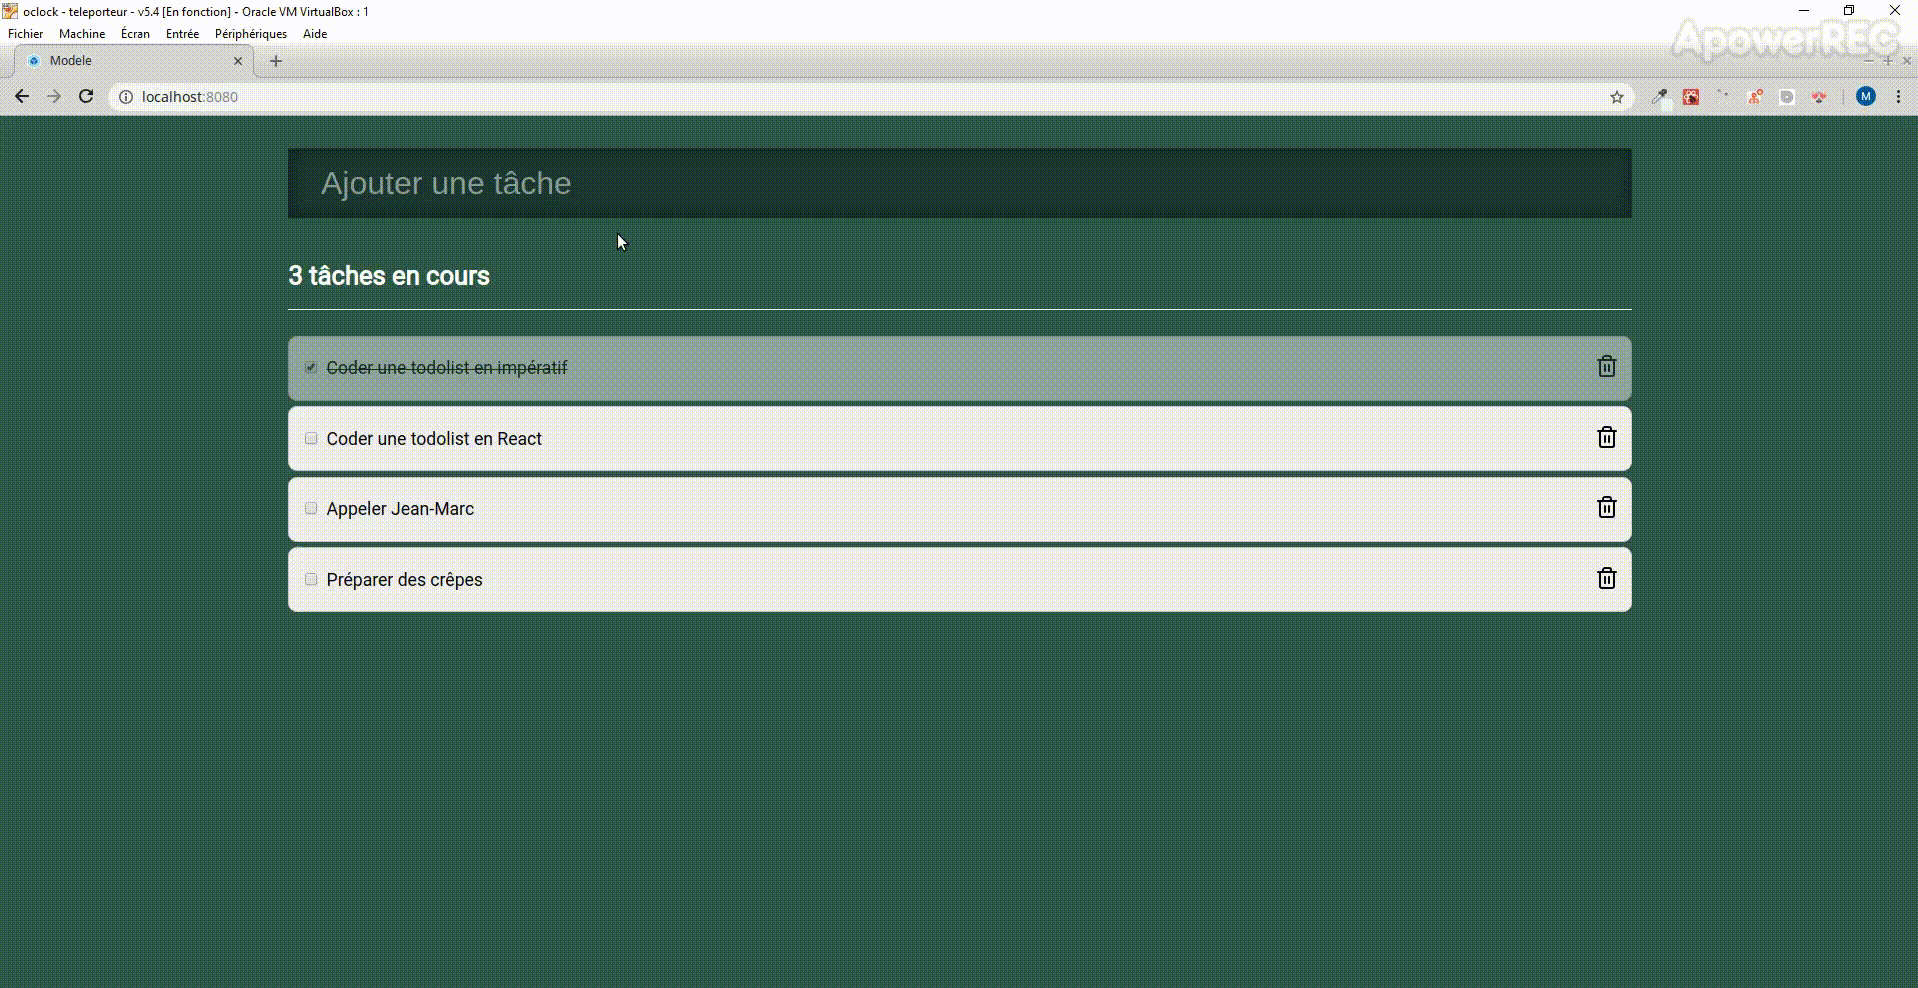 oclock - teleporteur - v5.4 [En fonction] - Oracle VM VirtualBox : 1
Fichier Machine Écran Entrée Périphériques Aide
ApowerREC
Modele
localhost:8080
M
Ajouter une tâche
3 tâches en cours
Coder une todolist en impératif
Coder une todolist en React
Appeler Jean-Marc
Préparer des crêpes